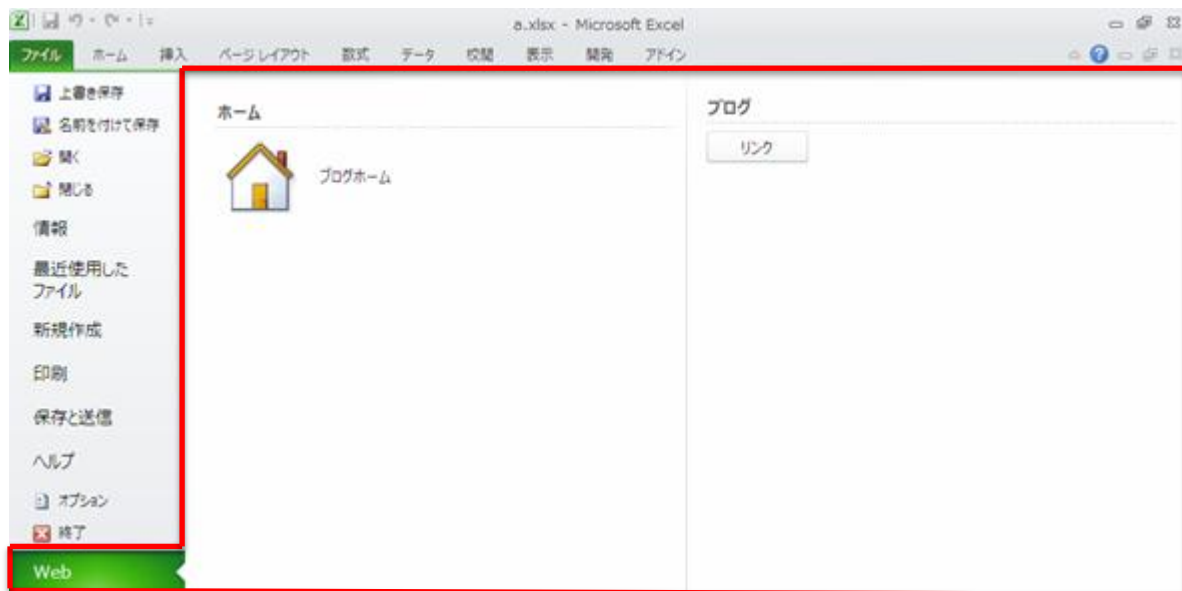 a.xlsx - Microsoft Excel
ファイル ホーム 挿入 ページ レイアウト 数式 データ 校閲 表示 開発 アドイン
上書き保存
名前を付けて保存
開く
閉じる
情報
最近使用した
ファイル
新規作成
印刷
保存と送信
ヘルプ
オプション
終了
Web
ホーム
ブログホーム
ブログ
リンク